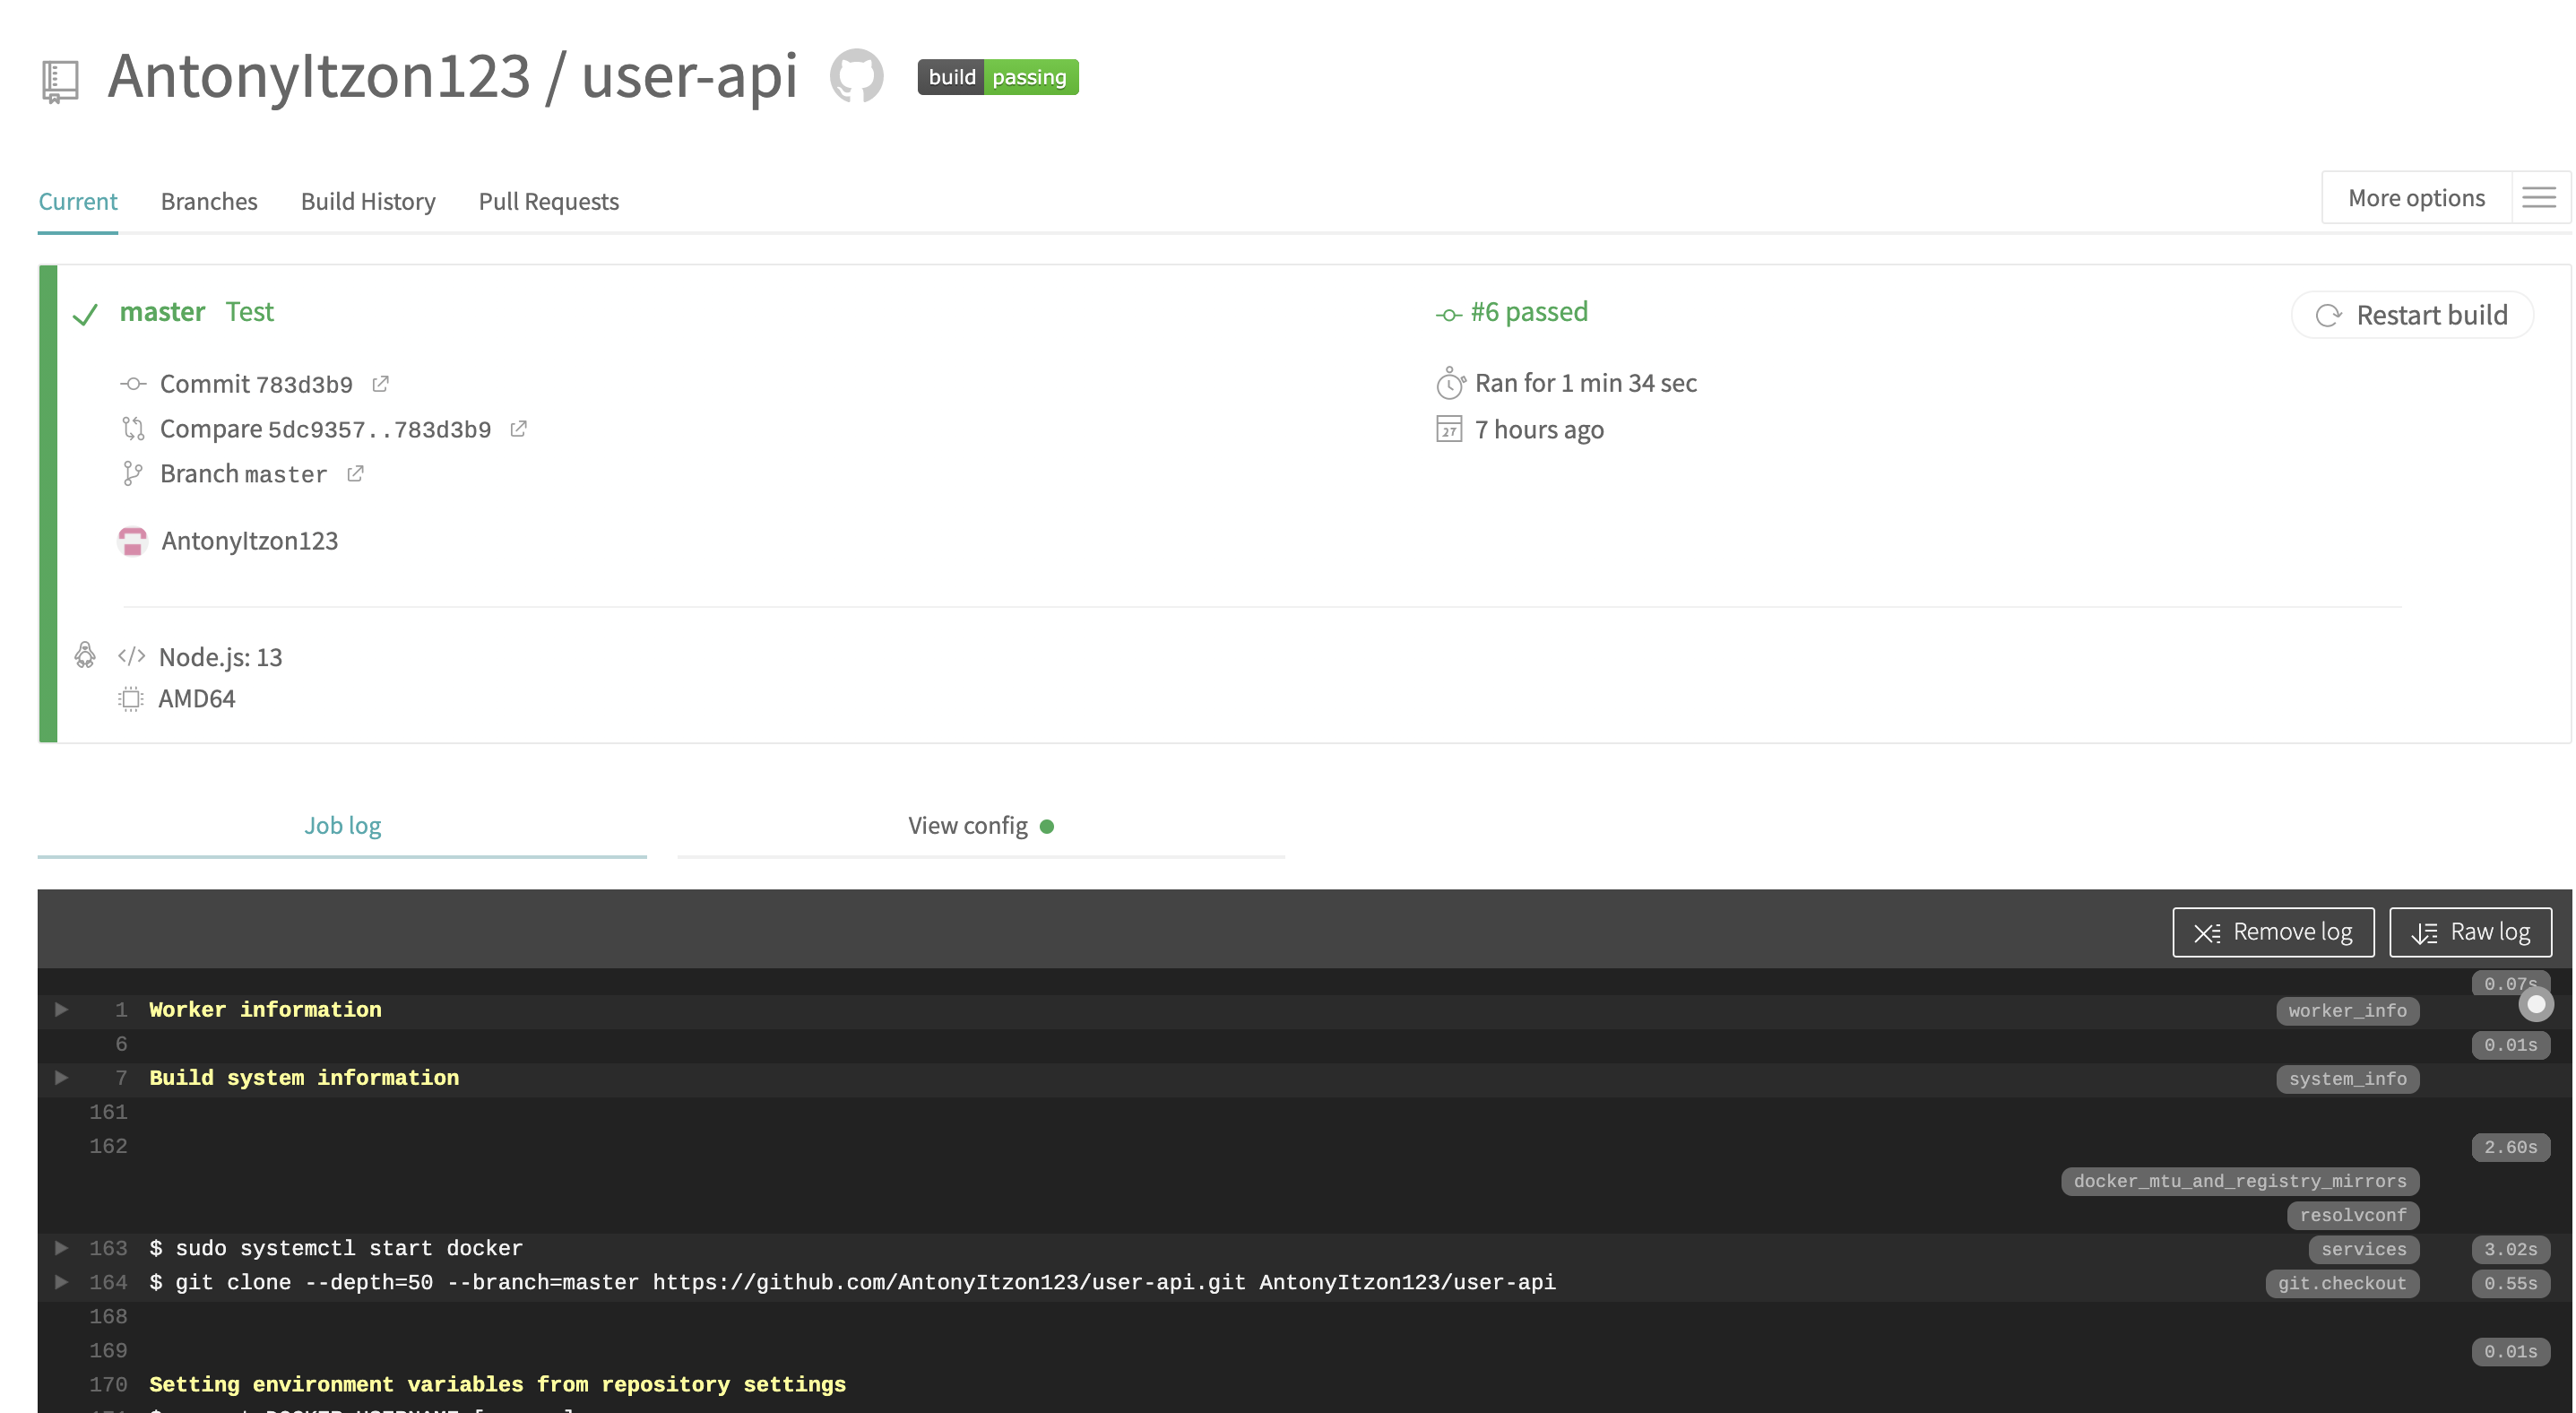 AntonyItzon123 / user-api build passing
Current Branches Build History Pull Requests More options
master Test #6 passed Restart build
Commit 783d3b9 Ran for 1 min 34 sec
Compare 5dc9357..783d3b9 27 7 hours ago
Branch master
AntonyItzon123
Node.js: 13
AMD64
Job log View config
Remove log Raw log
0.07s
1 Worker information worker_info
6 0.01s
7 Build system information system_info
161
162 2.60s
docker_mtu_and_registry_mirrors
resolvconf
163 $ sudo systemctl start docker services 3.02s
164 $ git clone --depth=50 --branch=master https://github.com/AntonyItzon123/user-api.git AntonyItzon123/user-api git.checkout 0.55s
168
169 0.01s
170 Setting environment variables from repository settings